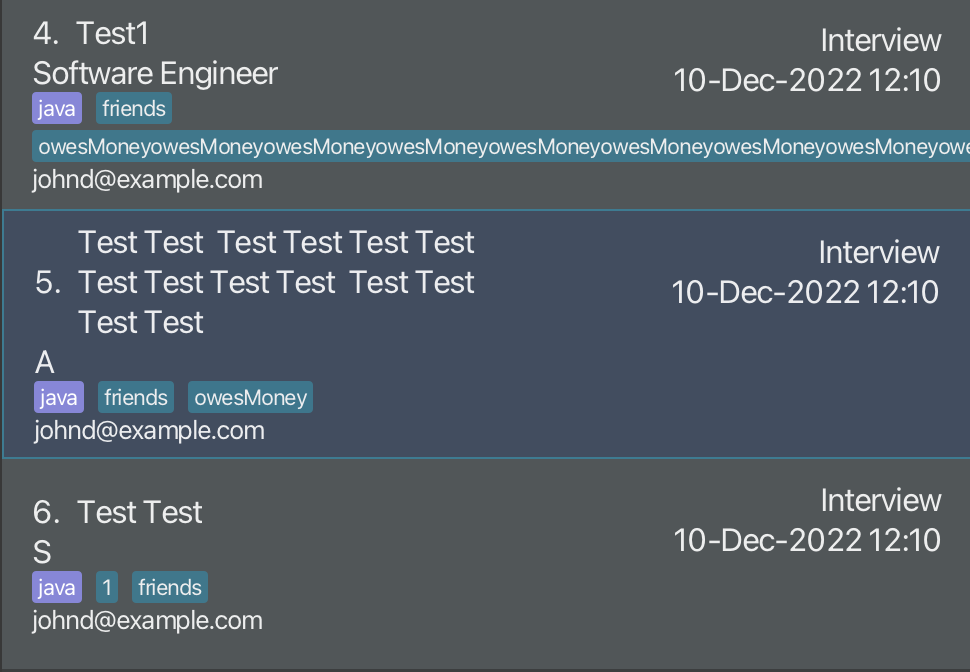 4. Test1
Interview
Software Engineer
10-Dec-2022 12:10
java friends
owesMoneyowesMoneyowesMoneyowesMoneyowesMoneyowesMoneyowesMoneyowesMoneyowe
johnd@example.com
Test Test Test Test Test Test
Interview
5. Test Test Test Test Test Test
10-Dec-2022 12:10
Test Test
A
java friends owesMoney
johnd@example.com
Interview
6. Test Test
10-Dec-2022 12:10
S
java 1 friends
johnd@example.com